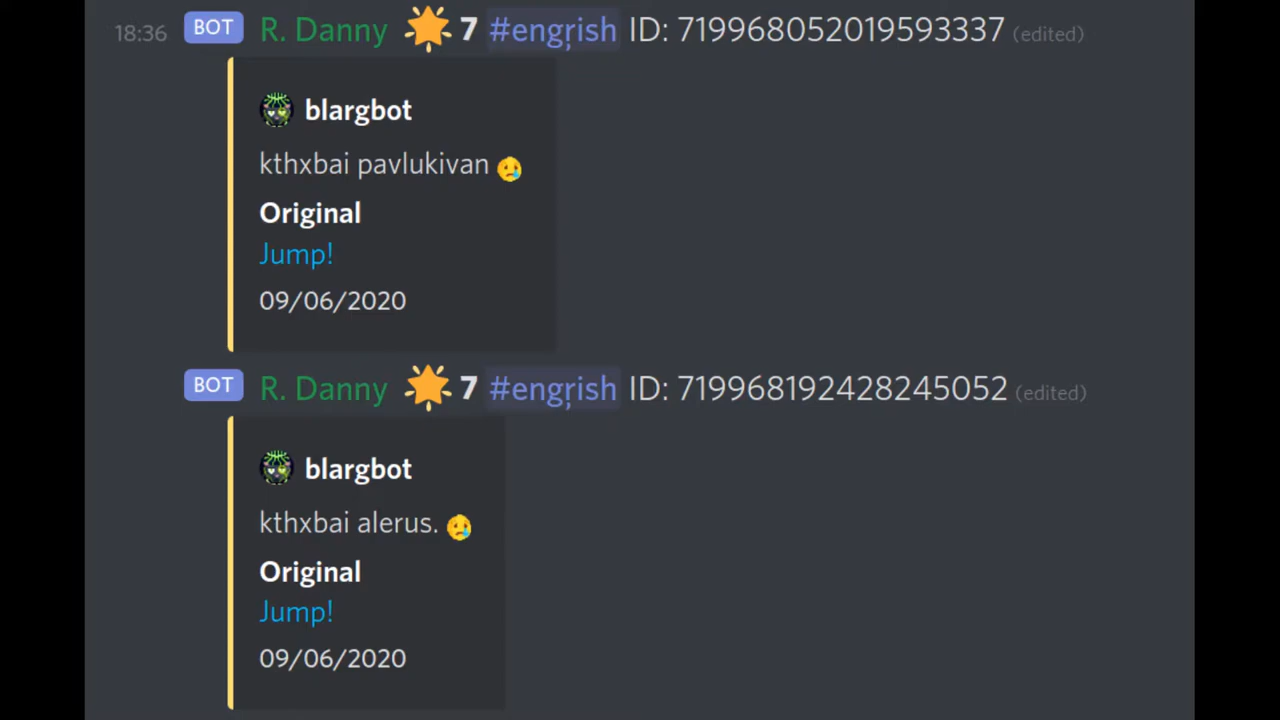 18:36 BOT R. Danny 🌟 7 #engrish ID: 719968052019593337 (edited)
blargbot
kthxbai pavlukivan 😢
Original
Jump!
09/06/2020
BOT R. Danny 🌟 7 #engrish ID: 719968192428245052 (edited)
blargbot
kthxbai alerus. 😢
Original
Jump!
09/06/2020